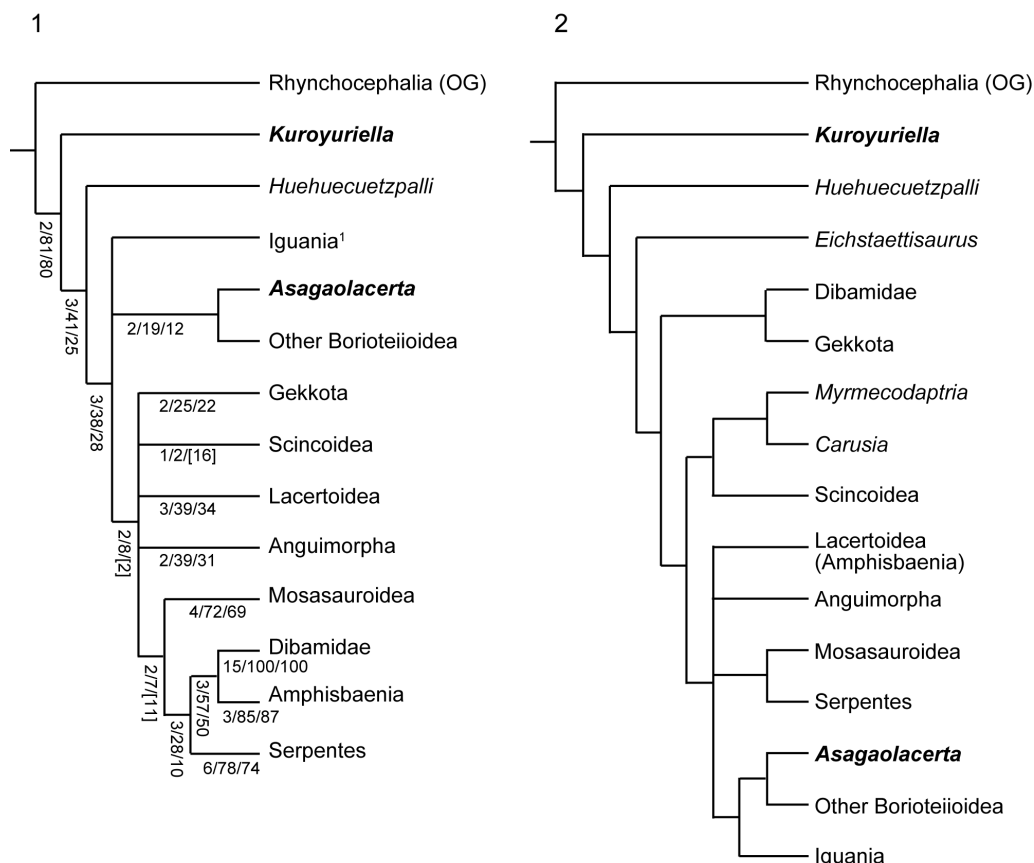 1
Rhynchocephalia (OG)
Kuroyuriella
Huehuecuetzpalli
Iguania¹
Asagaolacerta
Other Borioteiioidea
Gekkota
Scincoidea
Lacertoidea
Anguimorpha
Mosasauroidea
Dibamidae
Amphisbaenia
Serpentes
2/81/80
3/41/25
3/38/28
2/19/12
2/25/22
1/2/[16]
3/39/34
2/39/31
2/8/[2]
4/72/69
2/7/[11]
15/100/100
3/57/50
3/85/87
3/28/10
6/78/74
2
Rhynchocephalia (OG)
Kuroyuriella
Huehuecuetzpalli
Eichstaettisaurus
Dibamidae
Gekkota
Myrmecodaptria
Carusia
Scincoidea
Lacertoidea
(Amphisbaenia)
Anguimorpha
Mosasauroidea
Serpentes
Asagaolacerta
Other Borioteiioidea
Iguania